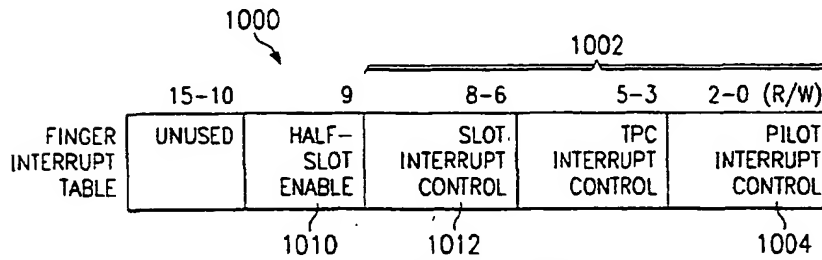 1000
1002
15-10 9 8-6 5-3 2-0 (R/W)
FINGER INTERRUPT TABLE
UNUSED
HALF-SLOT ENABLE
SLOT INTERRUPT CONTROL
TPC INTERRUPT CONTROL
PILOT INTERRUPT CONTROL
1010 1012 1004